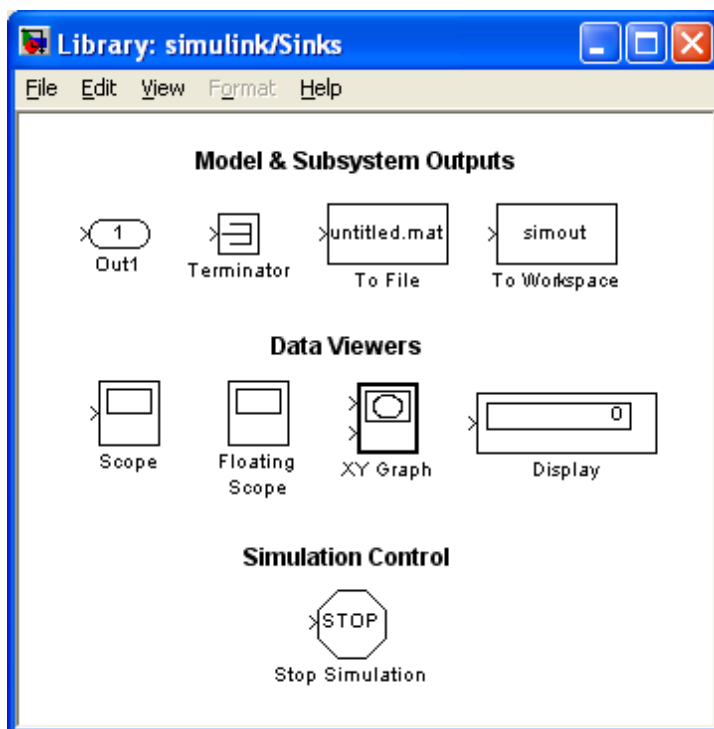 Library: simulink/Sinks
File Edit View Format Help
Model & Subsystem Outputs
1
Out1
Terminator
untitled.mat
To File
simout
To Workspace
Data Viewers
Scope
Floating
Scope
XY Graph
0
Display
Simulation Control
STOP
Stop Simulation